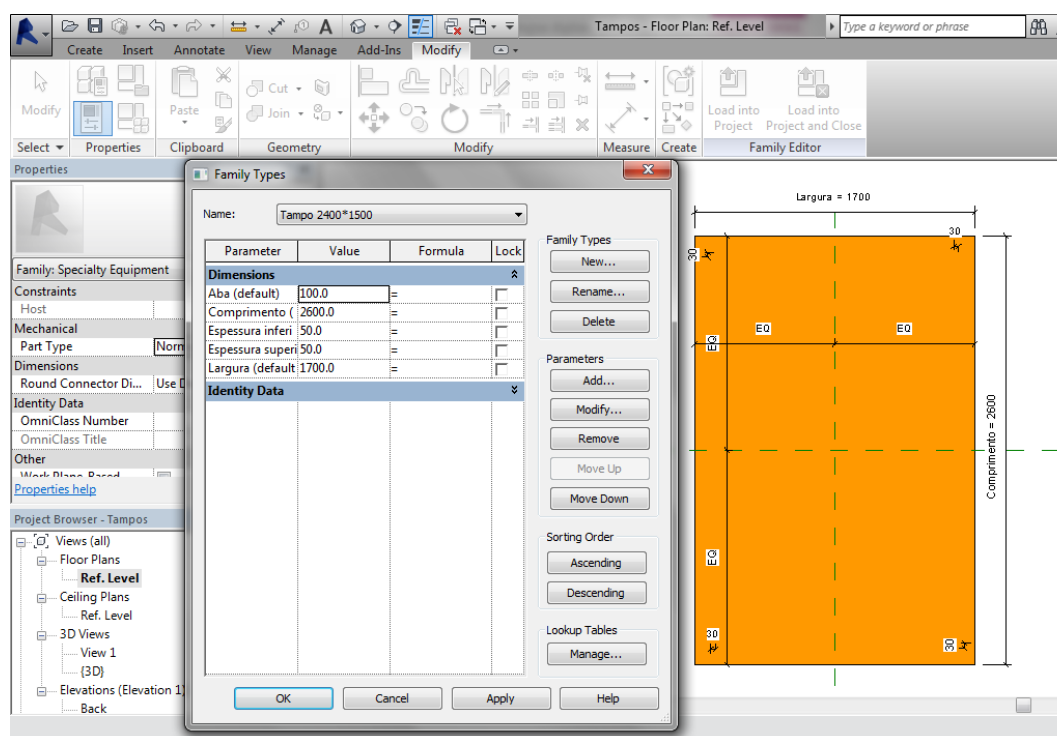 Tampos - Floor Plan: Ref. Level
Type a keyword or phrase
Create Insert Annotate View Manage Add-Ins Modify
Modify
Paste
Cut
Join
Load into Project
Load into Project and Close
Select Properties Clipboard Geometry Modify Measure Create Family Editor
Properties
Family: Specialty Equipment
Constraints
Host
Mechanical
Part Type Norm
Dimensions
Round Connector Di... Use D
Identity Data
OmniClass Number
OmniClass Title
Other
Work Plane-Based
Properties help
Project Browser - Tampos
Views (all)
Floor Plans
Ref. Level
Ceiling Plans
Ref. Level
3D Views
View 1
{3D}
Elevations (Elevation 1)
Back
Family Types
Name: Tampo 2400*1500
Parameter Value Formula Lock
Dimensions
Aba (default) 100.0 =
Comprimento ( 2600.0 =
Espessura inferi 50.0 =
Espessura superi 50.0 =
Largura (default 1700.0 =
Identity Data
Family Types
New...
Rename...
Delete
Parameters
Add...
Modify...
Remove
Move Up
Move Down
Sorting Order
Ascending
Descending
Lookup Tables
Manage...
OK Cancel Apply Help
Largura = 1700
30
30
EQ EQ
EQ
Comprimento = 2600
EQ
30
30